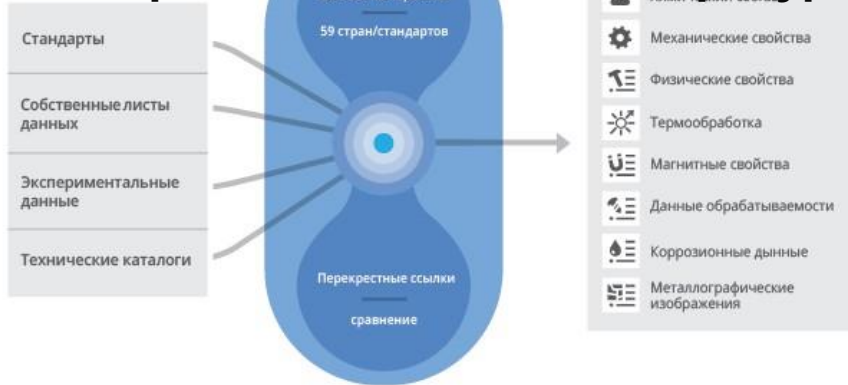 Стандарты
Собственные листы
данных
Экспериментальные
данные
Технические каталоги
59 стран/стандартов
Перекрестные ссылки
сравнение
Механические свойства
Физические свойства
Термообработка
Магнитные свойства
Данные обрабатываемости
Коррозионные дынные
Металлографические
изображения